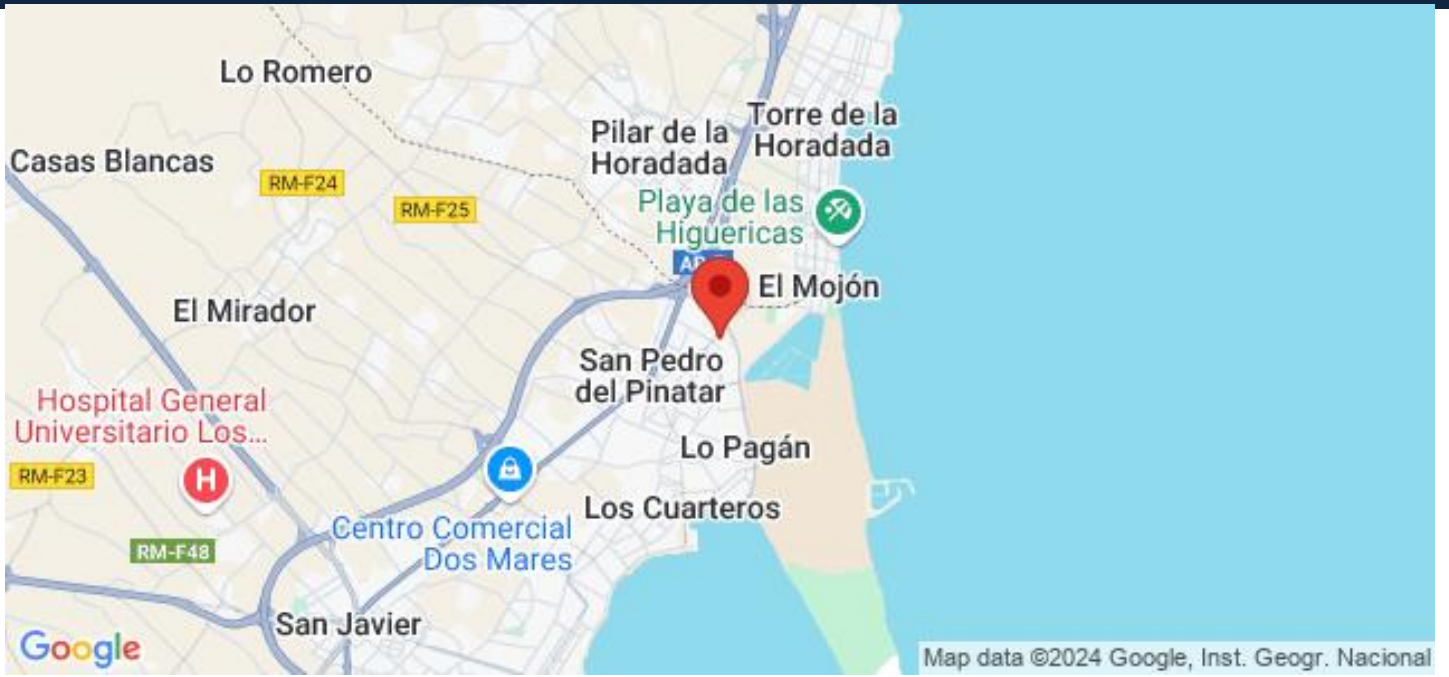 Lo Romero
Pilar de la
Horadada
Torre de la
Horadada
Casas Blancas
RM-F24
RM-F25
Playa de las
Higuericas
El Mojón
El Mirador
San Pedro
del Pinatar
Hospital General
Universitario Los...
RM-F23
H
Lo Pagán
Los Cuarteros
Centro Comercial
Dos Mares
RM-F48
San Javier
Google
Map data ©2024 Google, Inst. Geogr. Nacional